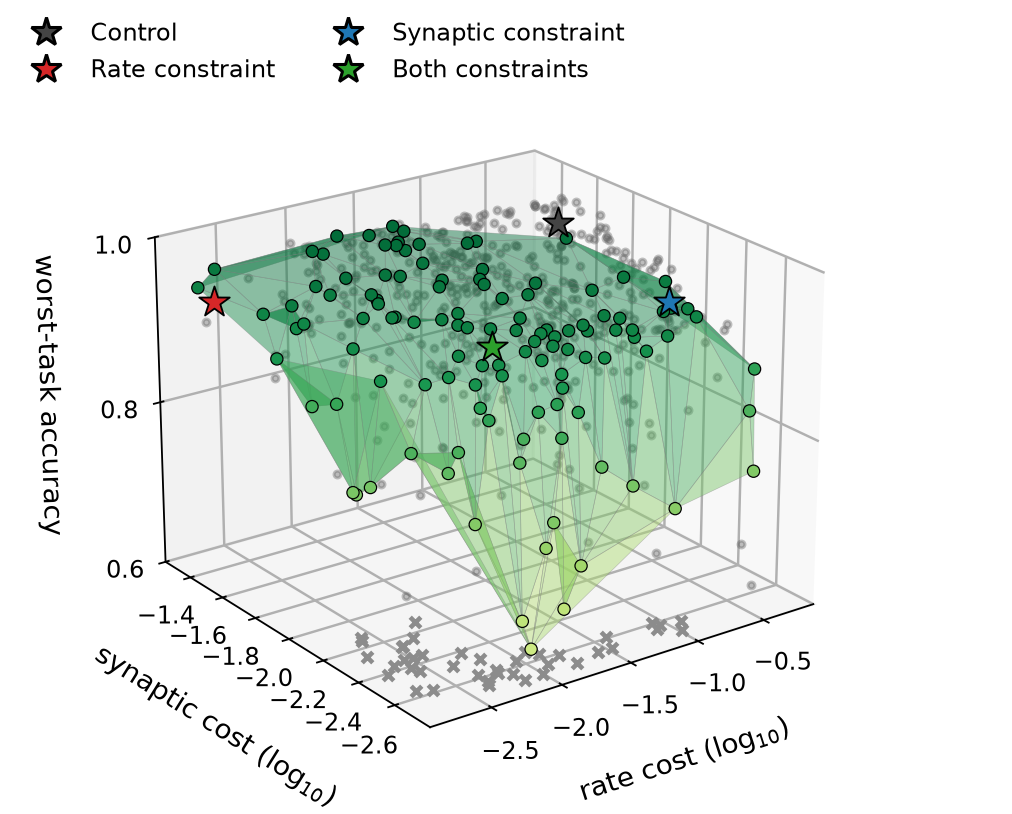 Control
Rate constraint
Synaptic constraint
Both constraints
worst-task accuracy
1.0
0.8
0.6
−1.4
−1.6
−1.8
−2.0
−2.2
−2.4
−2.6
synaptic cost (log₁₀)
−2.5
−2.0
−1.5
−1.0
−0.5
rate cost (log₁₀)